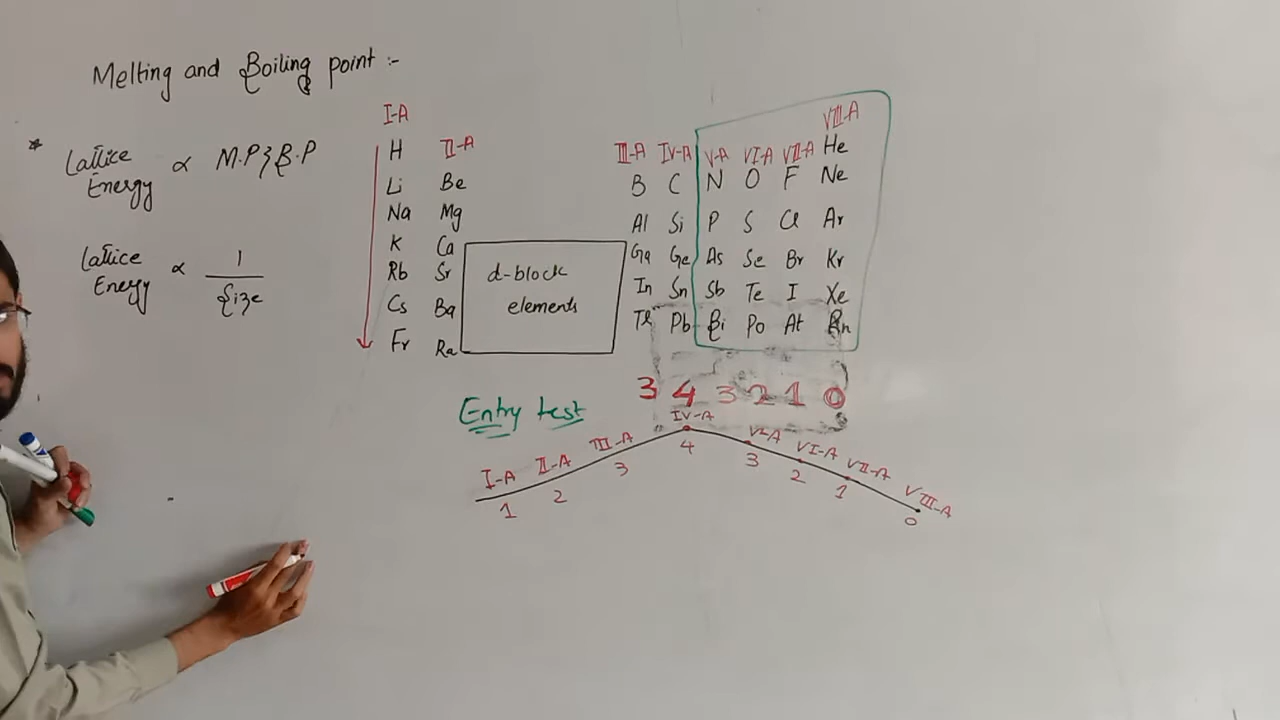 Melting and Boiling point :-
* Lattice Energy ∝ M.P & B.P
Lattice Energy ∝ 1 / Size
I-A
H
Li
Na
K
Rb
Cs
Fr
II-A
Be
Mg
Ca
Sr
Ba
Ra
d-block
elements
VIII-A
III-A IV-A V-A VI-A VII-A He
B C N O F Ne
Al Si P S Cl Ar
Ga Ge As Se Br Kr
In Sn Sb Te I Xe
Tl Pb Bi Po At Rn
3 4 3 2 1 0
Entry test
I-A II-A III-A IV-A V-A VI-A VII-A VIII-A
1 2 3 4 3 2 1 0